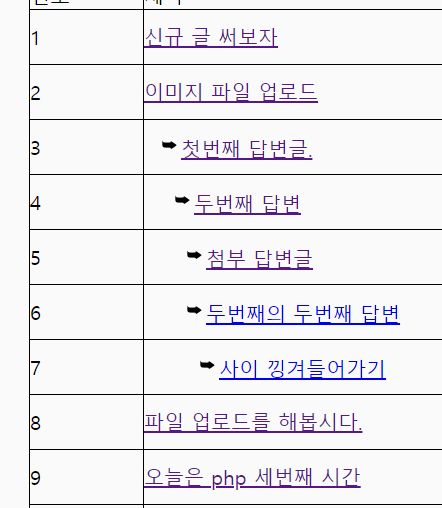 1 신규 글 써보자
2 이미지 파일 업로드
3 ➥ 첫번째 답변글.
4 ➥ 두번째 답변
5 ➥ 첨부 답변글
6 ➥ 두번째의 두번째 답변
7 ➥ 사이 낑겨들어가기
8 파일 업로드를 해봅시다.
9 오늘은 php 세번째 시간